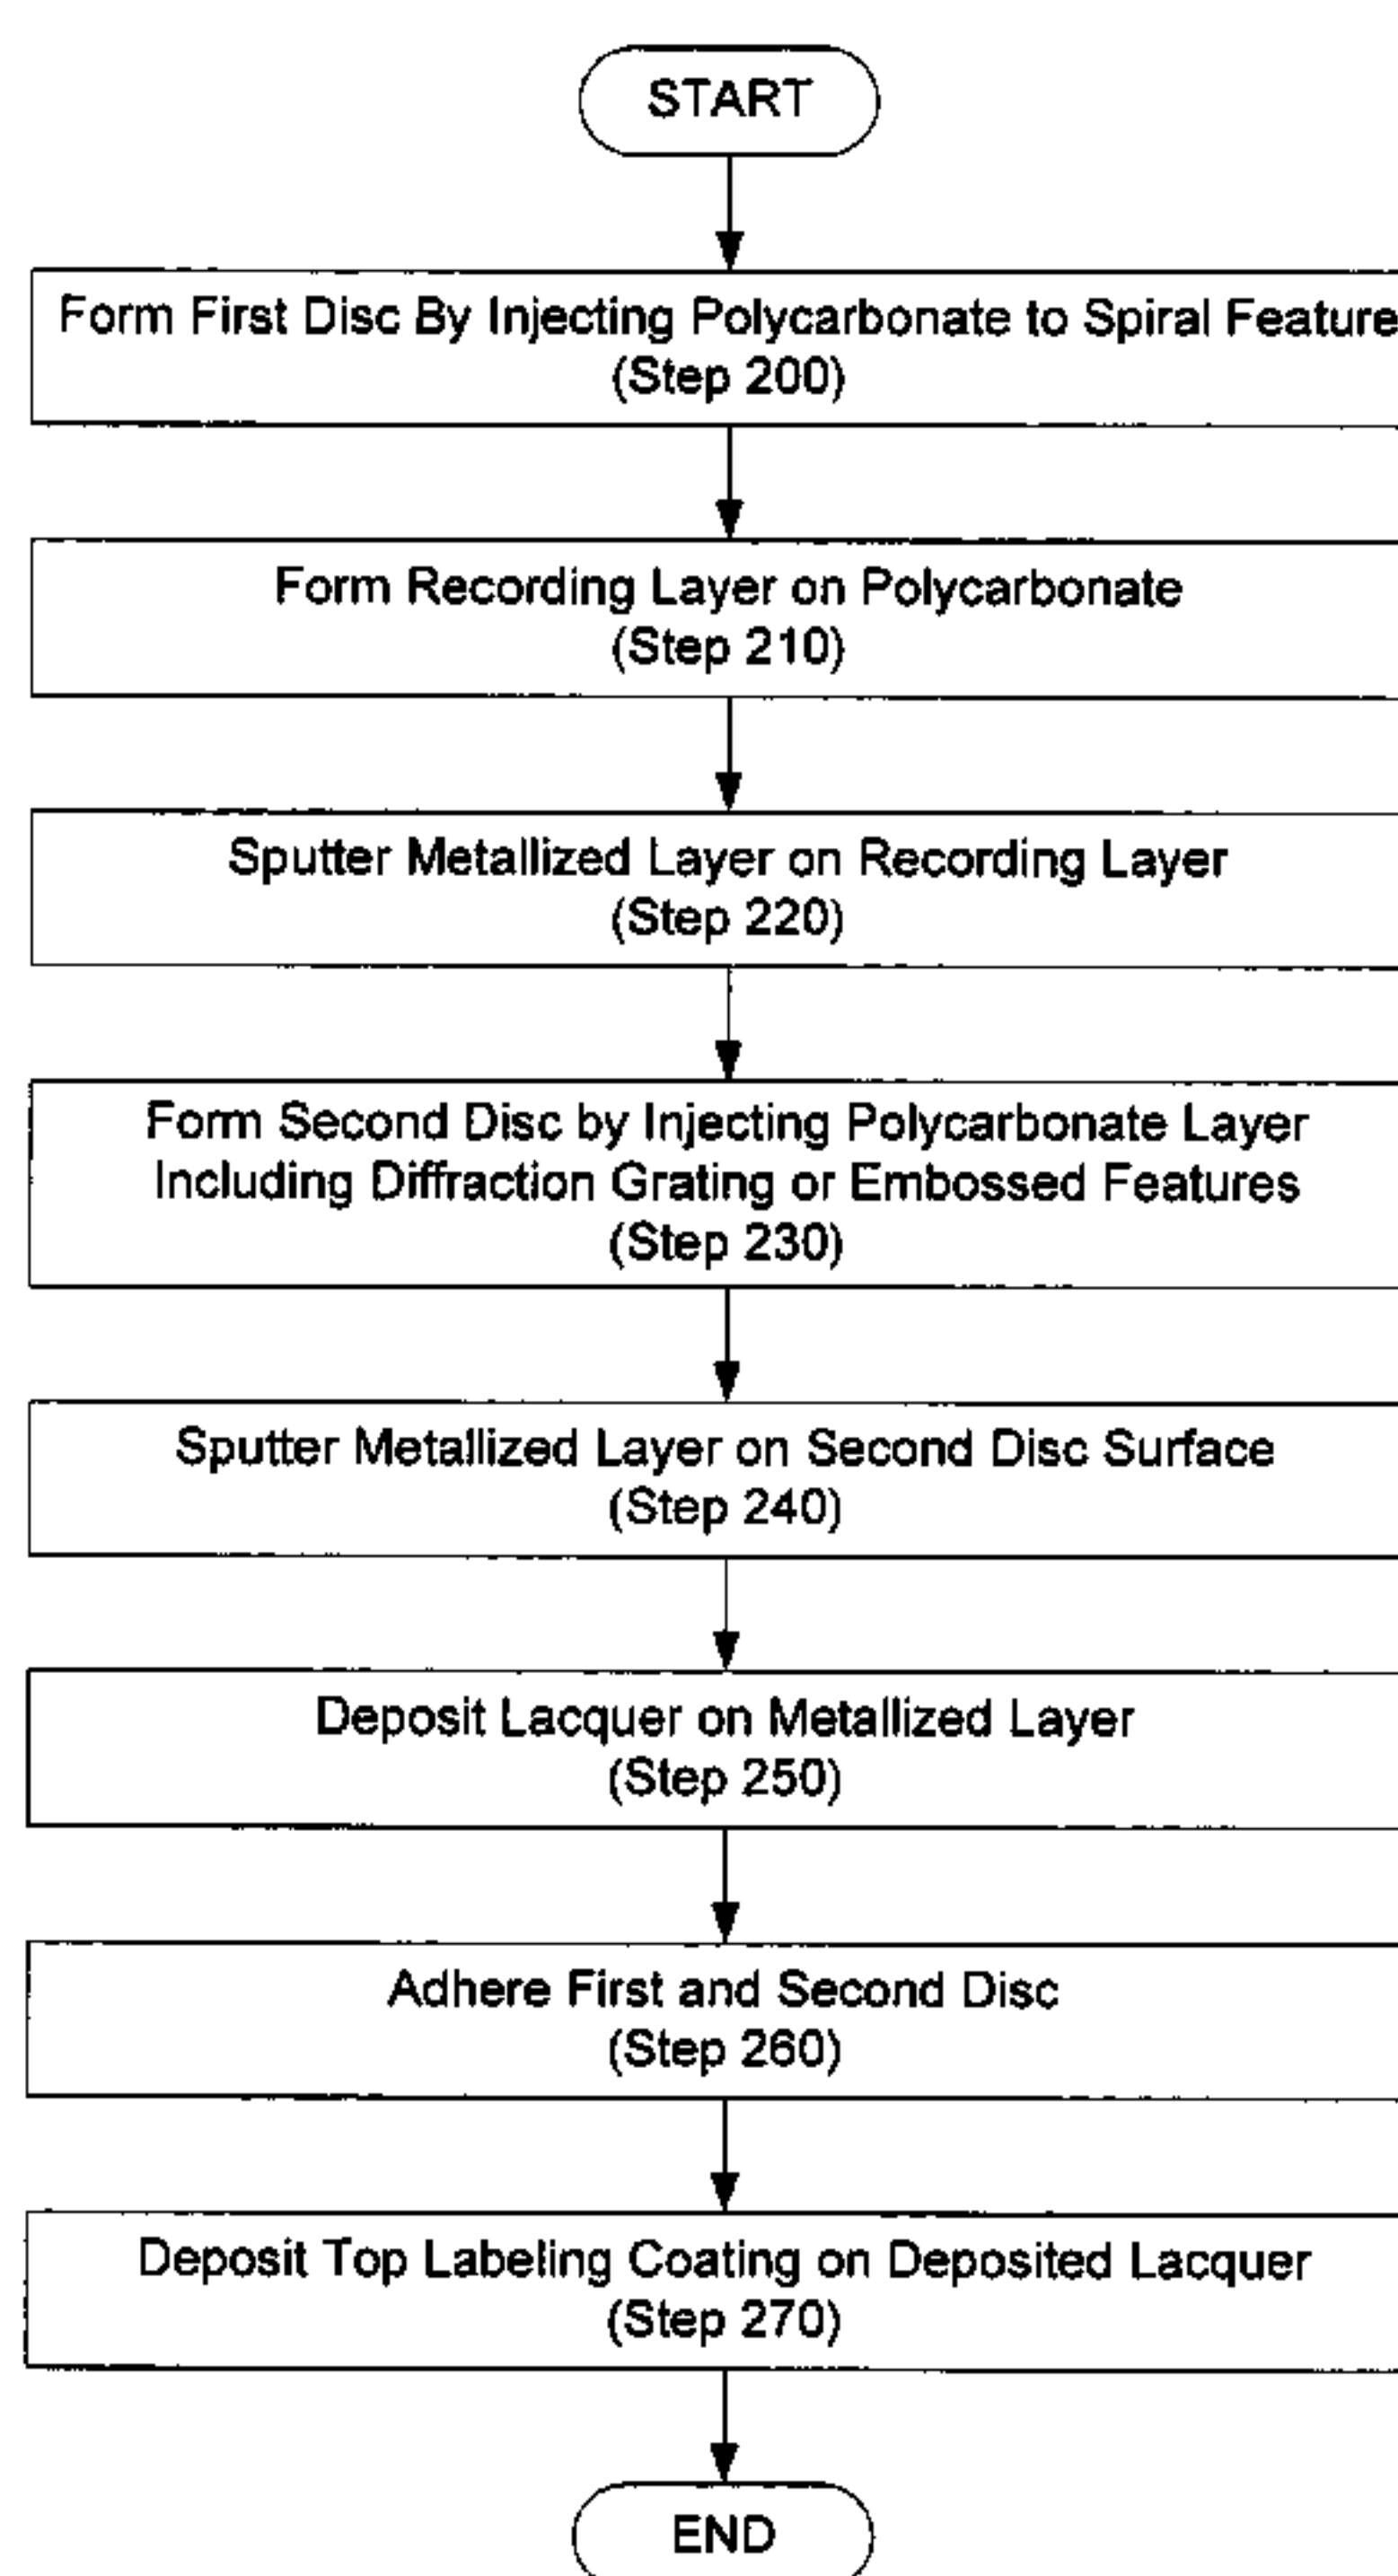 START
Form First Disc By Injecting Polycarbonate to Spiral Feature
(Step 200)
Form Recording Layer on Polycarbonate
(Step 210)
Sputter Metallized Layer on Recording Layer
(Step 220)
Form Second Disc by Injecting Polycarbonate Layer
Including Diffraction Grating or Embossed Features
(Step 230)
Sputter Metallized Layer on Second Disc Surface
(Step 240)
Deposit Lacquer on Metallized Layer
(Step 250)
Adhere First and Second Disc
(Step 260)
Deposit Top Labeling Coating on Deposited Lacquer
(Step 270)
END